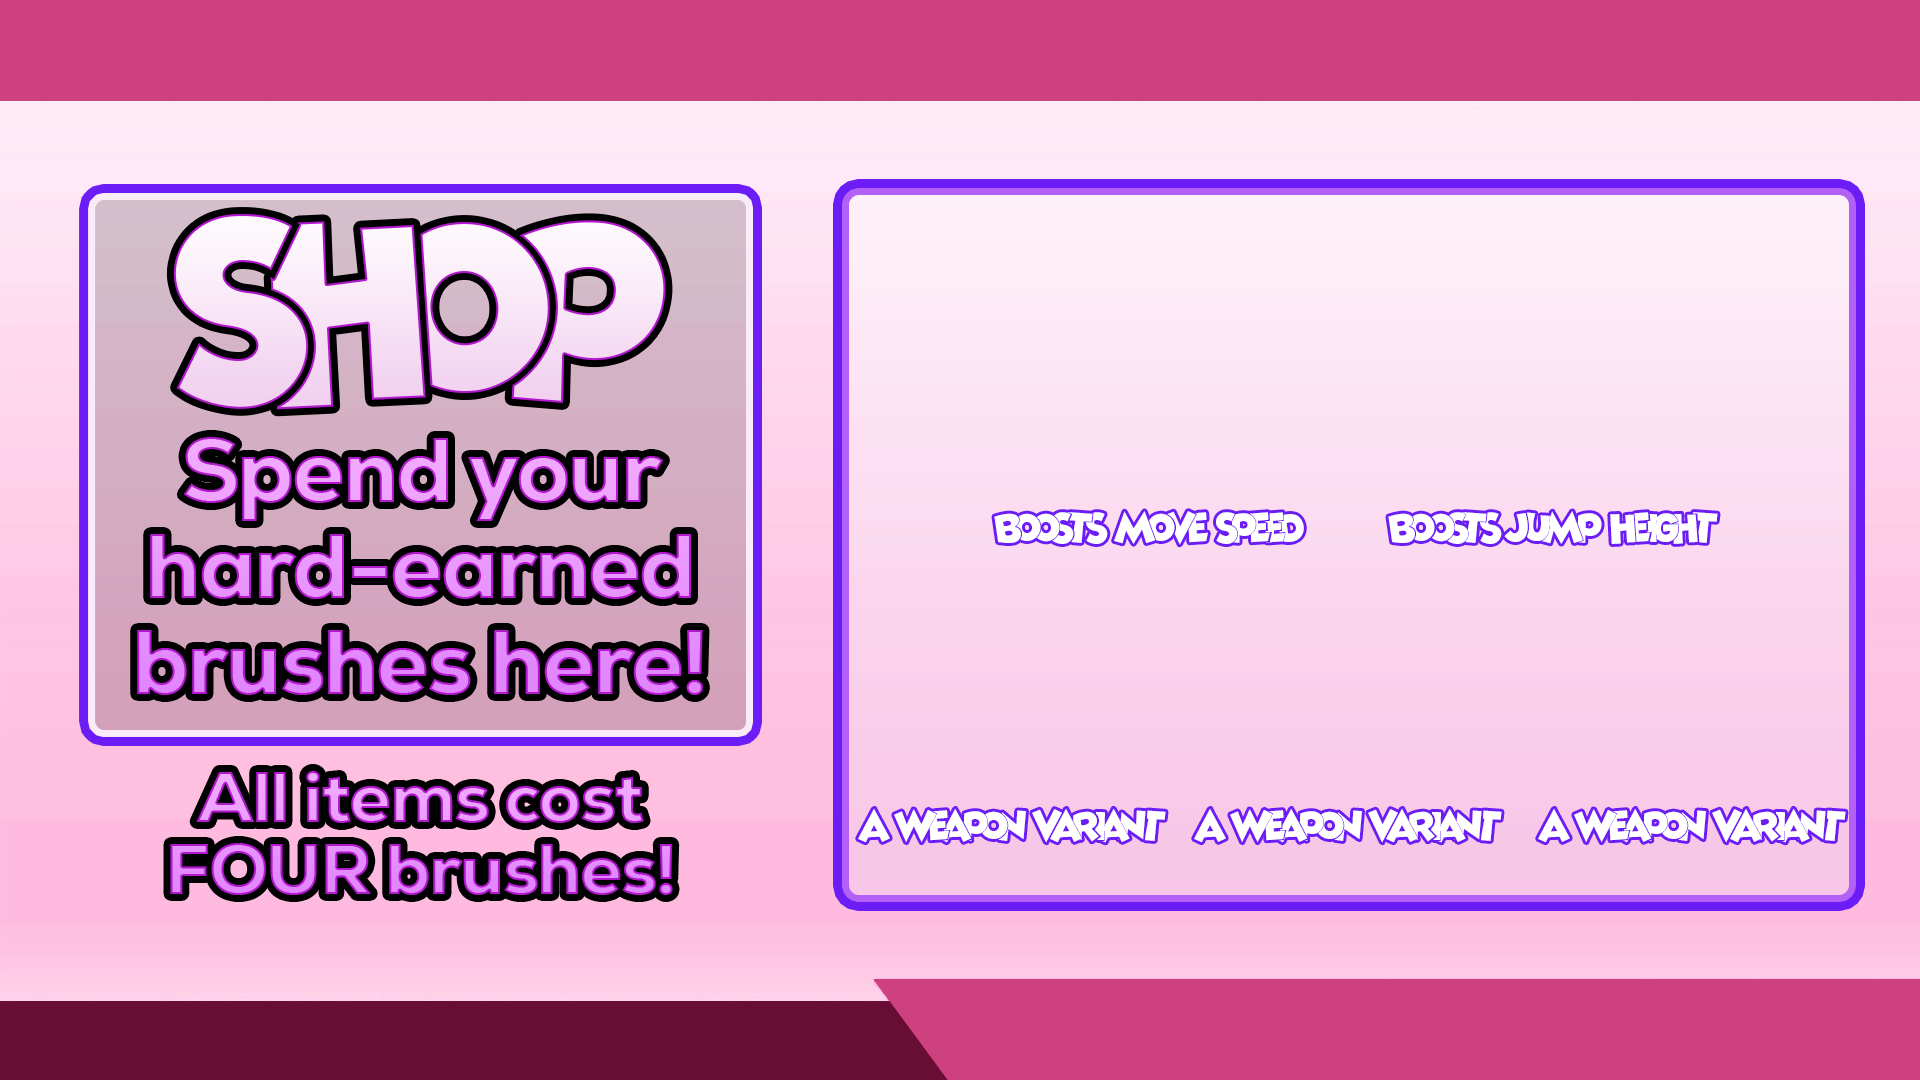 SHOP
Spend your
hard-earned
brushes here!
All items cost
FOUR brushes!
BOOSTS MOVE SPEED
BOOSTS JUMP HEIGHT
A WEAPON VARIANT
A WEAPON VARIANT
A WEAPON VARIANT